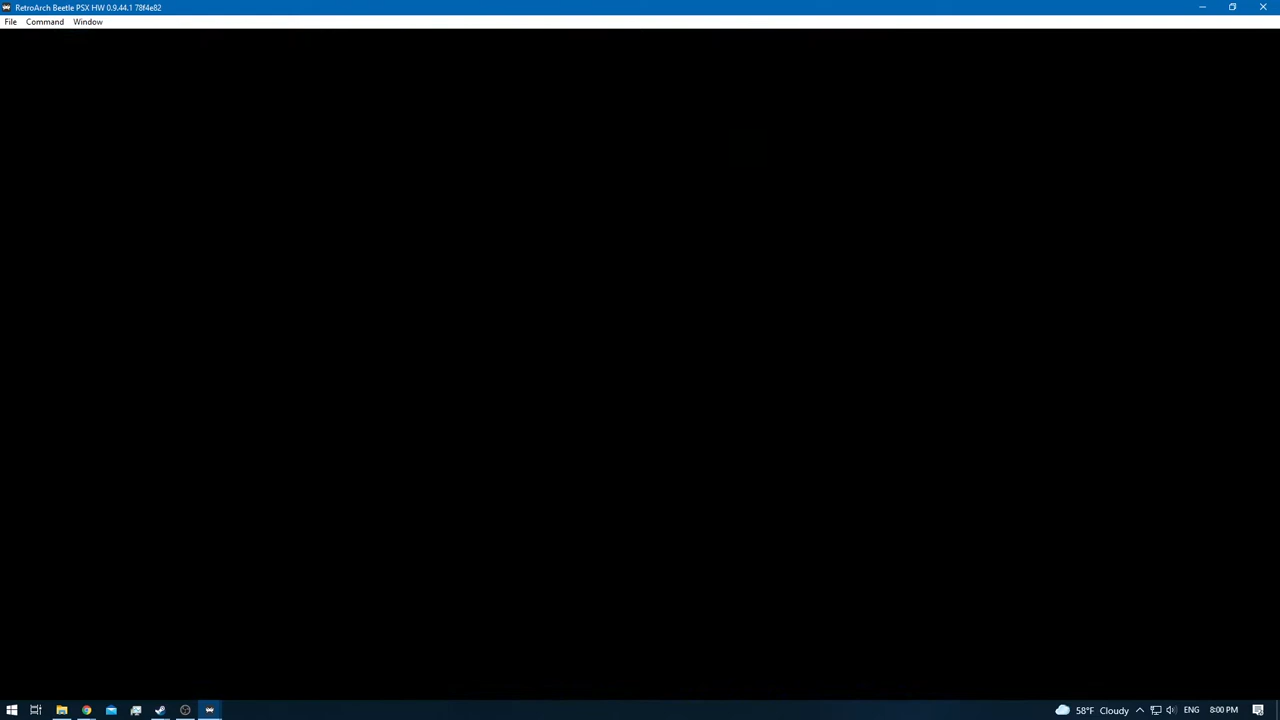 RetroArch Beetle PSX HW 0.9.44.1 78f4e82
File Command Window
58°F Cloudy ENG 8:00 PM